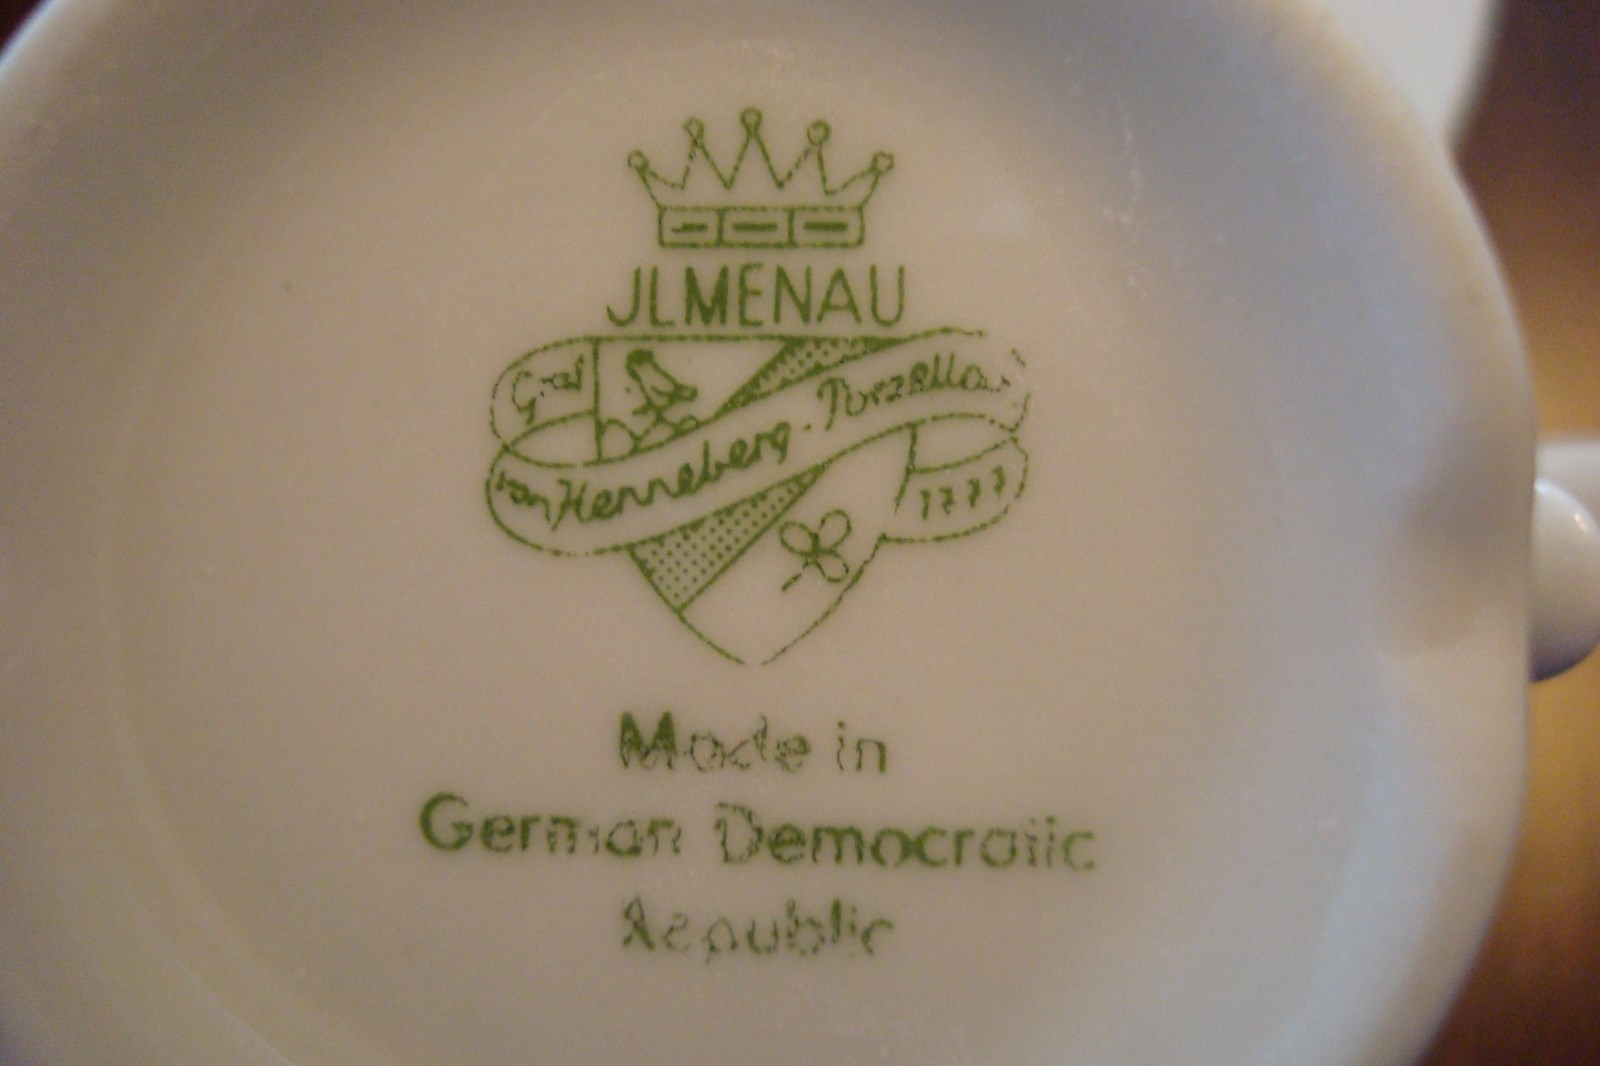 JLMENAU
Graf
von Henneberg-Porzellan
1777
Made in
German Democratic
Republic